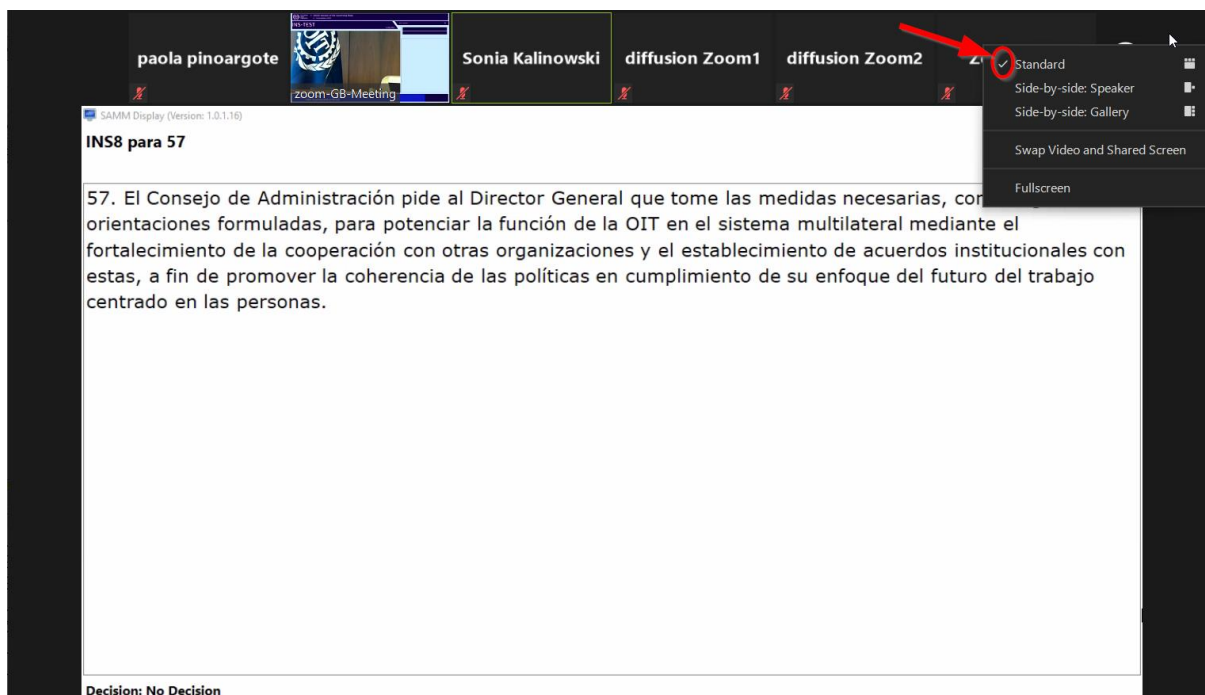 INS-TEST
paola pinoargote
zoom-GB-Meeting
Sonia Kalinowski
diffusion Zoom1
diffusion Zoom2
Standard
Side-by-side: Speaker
Side-by-side: Gallery
Swap Video and Shared Screen
Fullscreen
SAMM Display (Version: 1.0.1.16)
INS8 para 57
57. El Consejo de Administración pide al Director General que tome las medidas necesarias,
orientaciones formuladas, para potenciar la función de la OIT en el sistema multilateral mediante el
fortalecimiento de la cooperación con otras organizaciones y el establecimiento de acuerdos institucionales con
estas, a fin de promover la coherencia de las políticas en cumplimiento de su enfoque del futuro del trabajo
centrado en las personas.
Decision: No Decision